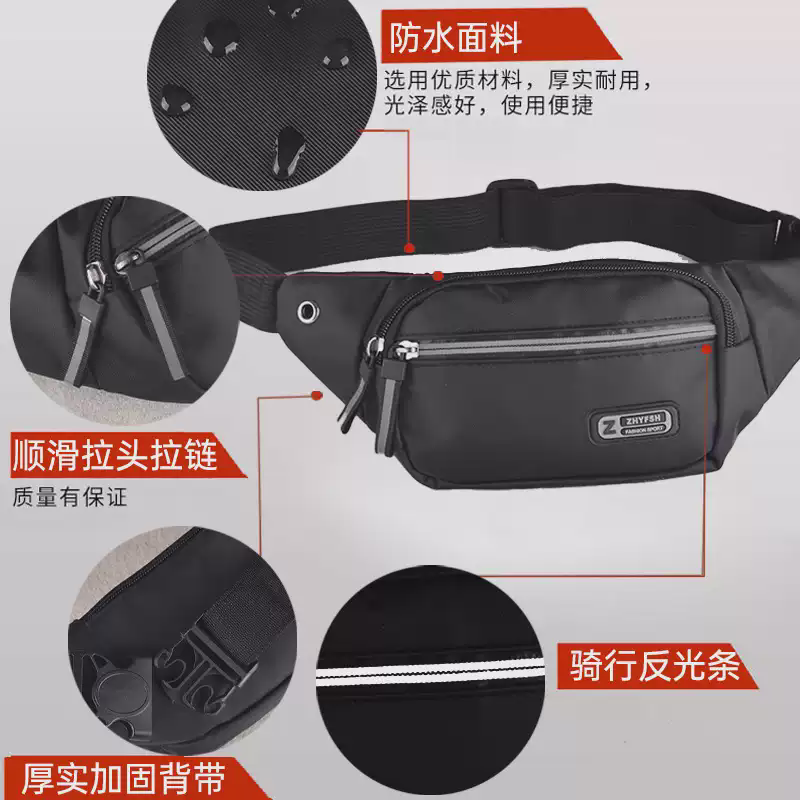 防水面料
选用优质材料，厚实耐用，
光泽感好，使用便捷
顺滑拉头拉链
质量有保证
Z ZHYFSH
FASHION SPORT
骑行反光条
厚实加固背带